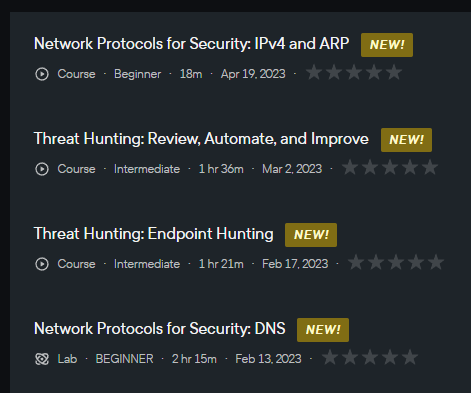 Network Protocols for Security: IPv4 and ARP NEW!
Course · Beginner · 18m · Apr 19, 2023 ·
Threat Hunting: Review, Automate, and Improve NEW!
Course · Intermediate · 1 hr 36m · Mar 2, 2023 ·
Threat Hunting: Endpoint Hunting NEW!
Course · Intermediate · 1 hr 21m · Feb 17, 2023 ·
Network Protocols for Security: DNS NEW!
Lab · BEGINNER · 2 hr 15m · Feb 13, 2023 ·